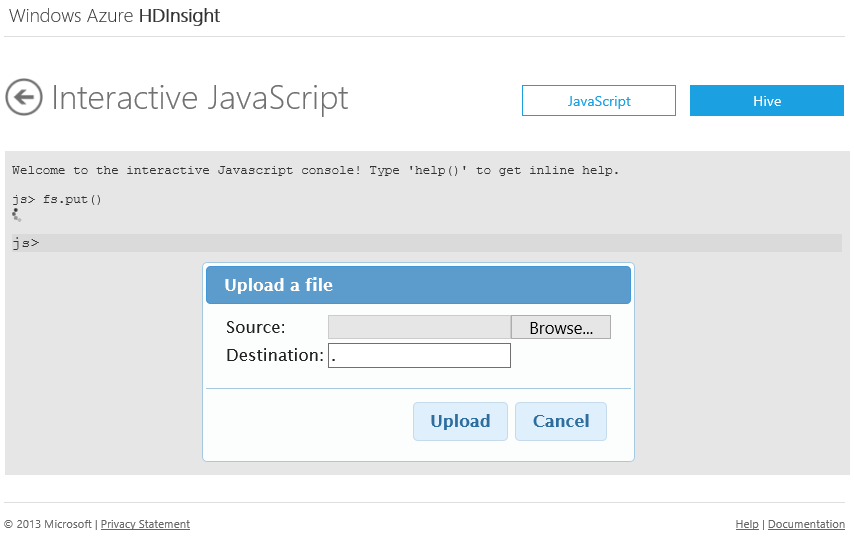 Windows Azure HDInsight
Interactive JavaScript
JavaScript
Hive
Welcome to the interactive Javascript console! Type 'help()' to get inline help.
js> fs.put()
js>
Upload a file
Source:
Browse...
Destination: .
Upload
Cancel
© 2013 Microsoft | Privacy Statement
Help | Documentation